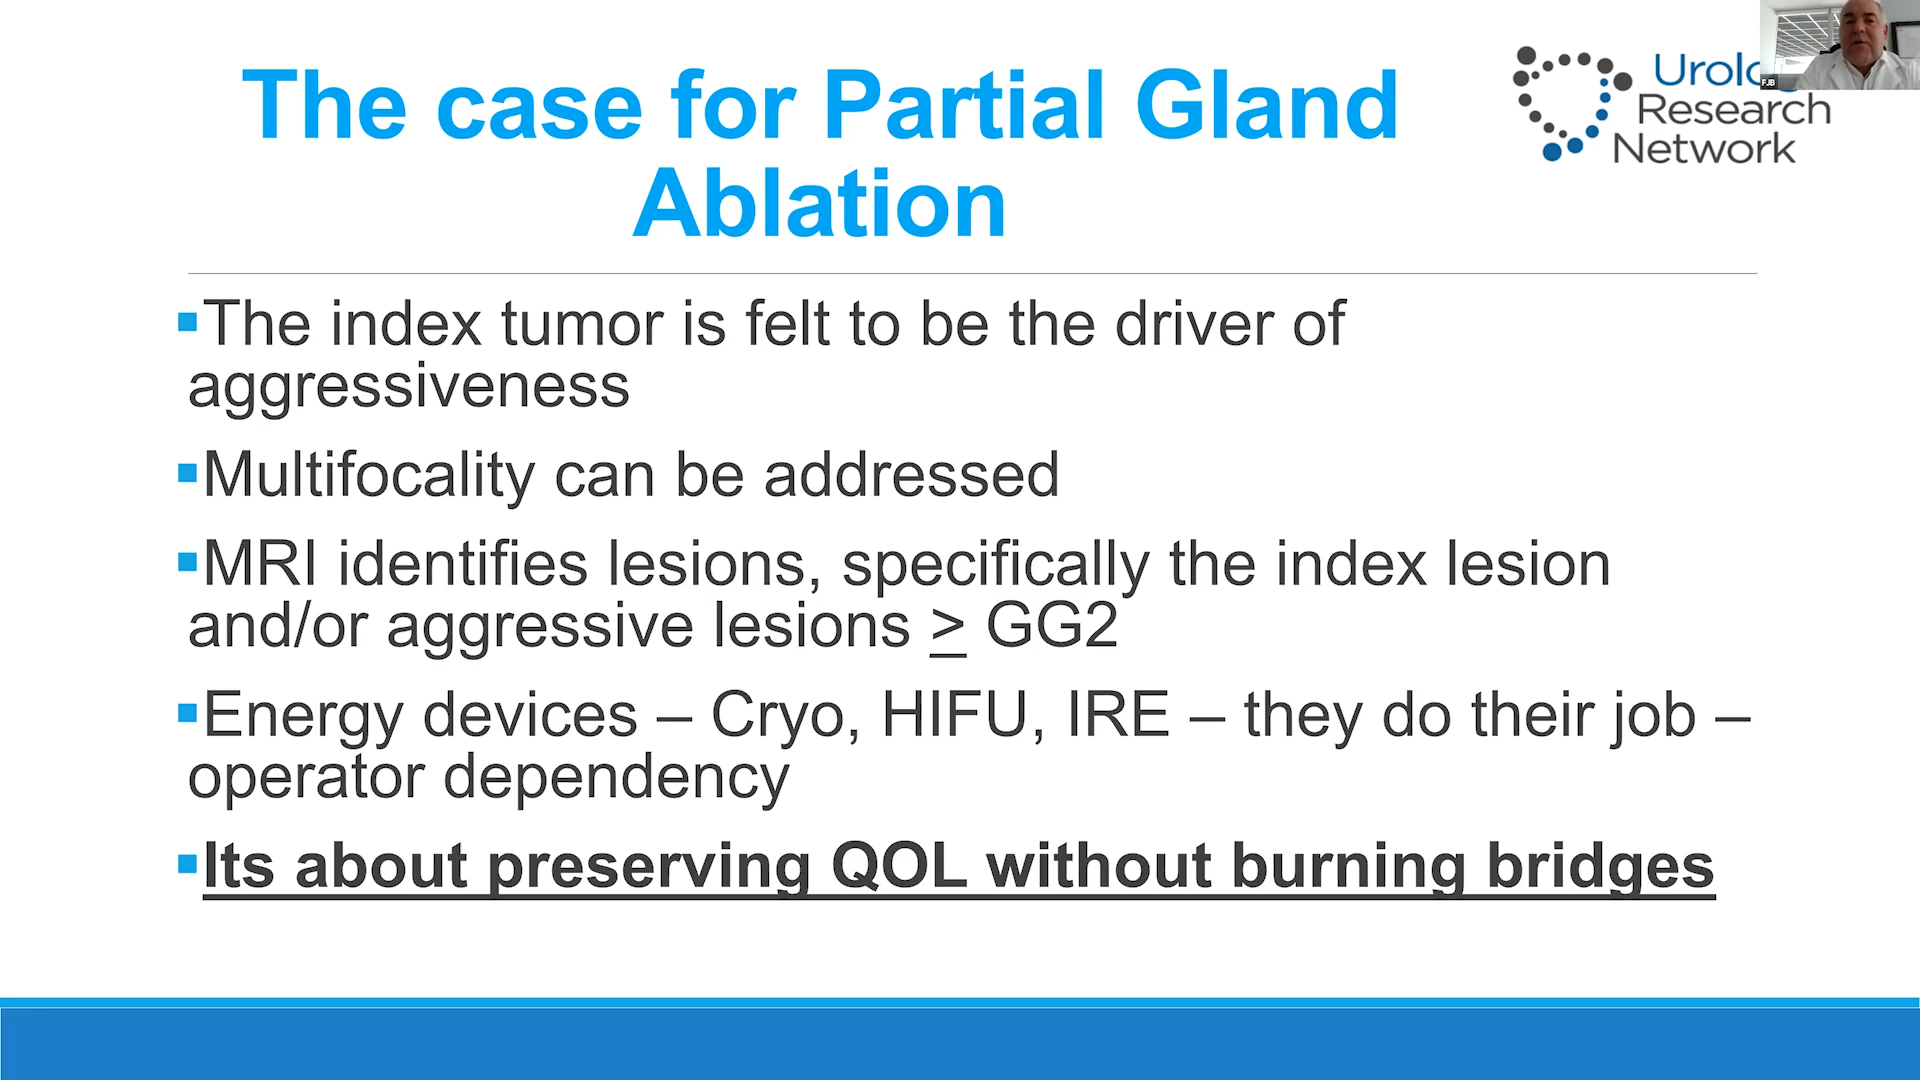 The case for Partial Gland
Ablation
Urolo
Research
Network
FJB
▪The index tumor is felt to be the driver of
aggressiveness
▪Multifocality can be addressed
▪MRI identifies lesions, specifically the index lesion
and/or aggressive lesions > GG2
▪Energy devices – Cryo, HIFU, IRE – they do their job –
operator dependency
▪Its about preserving QOL without burning bridges